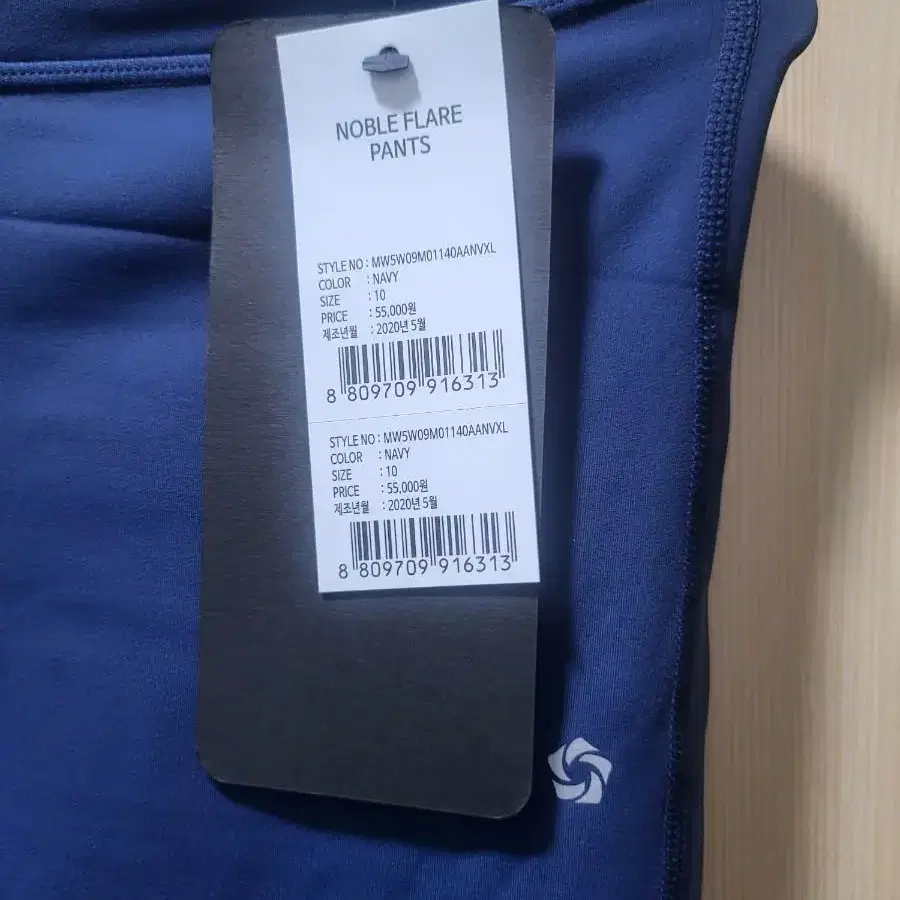 NOBLE FLARE
PANTS
STYLE NO : MW5W09M01140AANVXL
COLOR : NAVY
SIZE : 10
PRICE : 55,000원
제조년월 : 2020년 5월
8 809709 916313
STYLE NO : MW5W09M01140AANVXL
COLOR : NAVY
SIZE : 10
PRICE : 55,000원
제조년월 : 2020년 5월
8 809709 916313